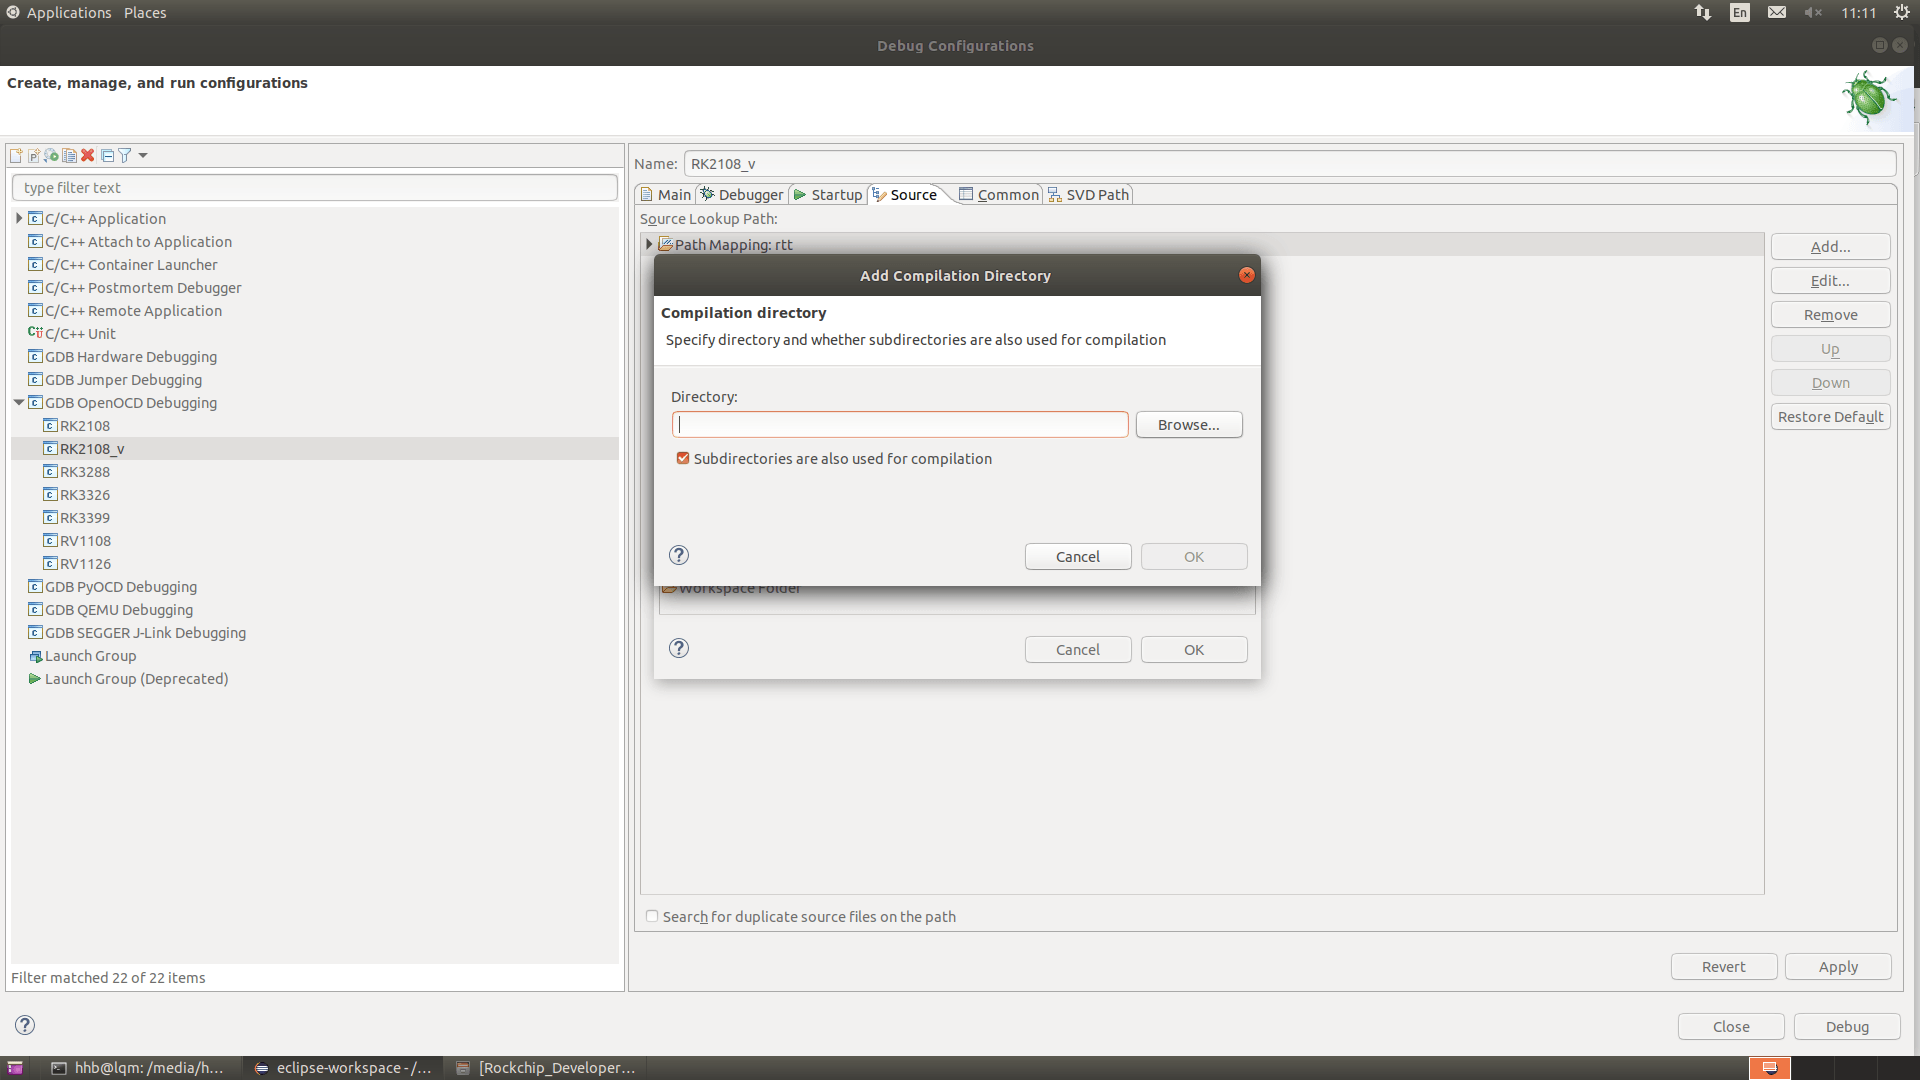 Applications Places
En
11:11
Debug Configurations
Create, manage, and run configurations
type filter text
C/C++ Application
C/C++ Attach to Application
C/C++ Container Launcher
C/C++ Postmortem Debugger
C/C++ Remote Application
C/C++ Unit
GDB Hardware Debugging
GDB Jumper Debugging
GDB OpenOCD Debugging
RK2108
RK2108_v
RK3288
RK3326
RK3399
RV1108
RV1126
GDB PyOCD Debugging
GDB QEMU Debugging
GDB SEGGER J-Link Debugging
Launch Group
Launch Group (Deprecated)
Filter matched 22 of 22 items
Name: RK2108_v
Main Debugger Startup Source Common SVD Path
Source Lookup Path:
Path Mapping: rtt
Add...
Edit...
Remove
Up
Down
Restore Default
Add Compilation Directory
Compilation directory
Specify directory and whether subdirectories are also used for compilation
Directory:
Browse...
Subdirectories are also used for compilation
Cancel OK
Workspace Folder
Cancel OK
Search for duplicate source files on the path
Revert Apply
Close Debug
hhb@lqm: /media/h... eclipse-workspace - /... [Rockchip_Developer...